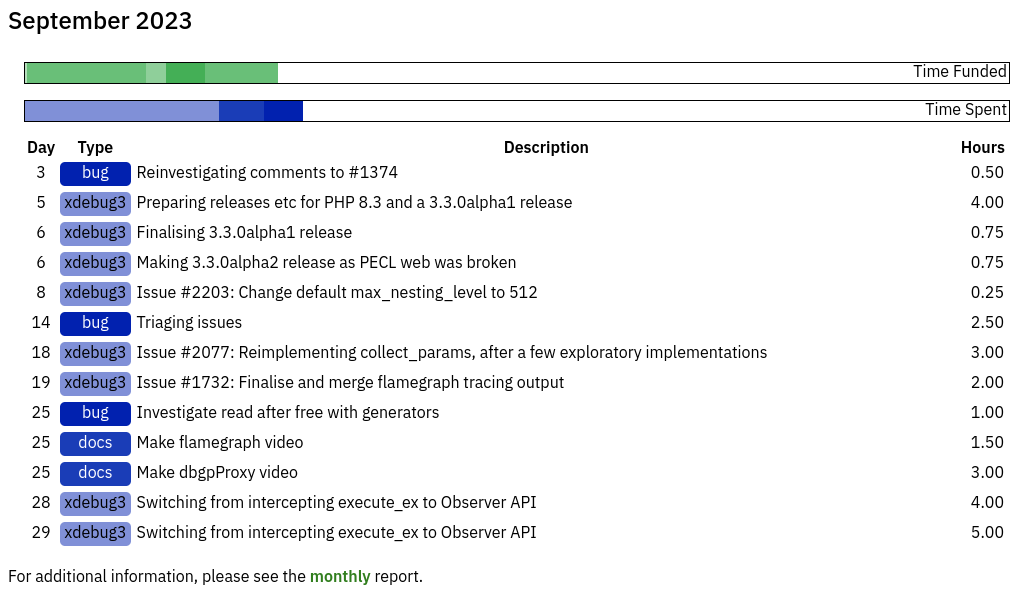 September 2023
Time Funded
Time Spent
Day Type Description Hours
3 bug Reinvestigating comments to #1374 0.50
5 xdebug3 Preparing releases etc for PHP 8.3 and a 3.3.0alpha1 release 4.00
6 xdebug3 Finalising 3.3.0alpha1 release 0.75
6 xdebug3 Making 3.3.0alpha2 release as PECL web was broken 0.75
8 xdebug3 Issue #2203: Change default max_nesting_level to 512 0.25
14 bug Triaging issues 2.50
18 xdebug3 Issue #2077: Reimplementing collect_params, after a few exploratory implementations 3.00
19 xdebug3 Issue #1732: Finalise and merge flamegraph tracing output 2.00
25 bug Investigate read after free with generators 1.00
25 docs Make flamegraph video 1.50
25 docs Make dbgpProxy video 3.00
28 xdebug3 Switching from intercepting execute_ex to Observer API 4.00
29 xdebug3 Switching from intercepting execute_ex to Observer API 5.00
For additional information, please see the monthly report.